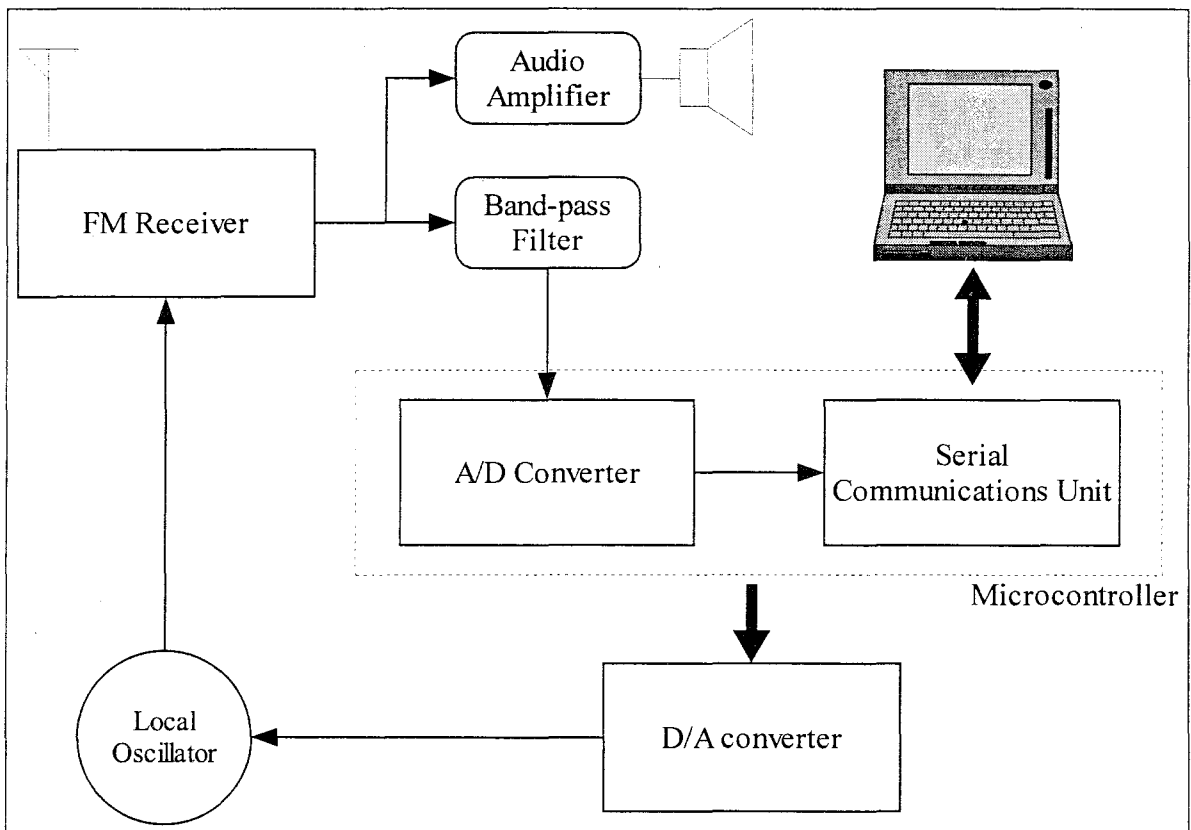 Audio
Amplifier
FM Receiver
Band-pass
Filter
A/D Converter
Serial
Communications Unit
Microcontroller
Local
Oscillator
D/A converter